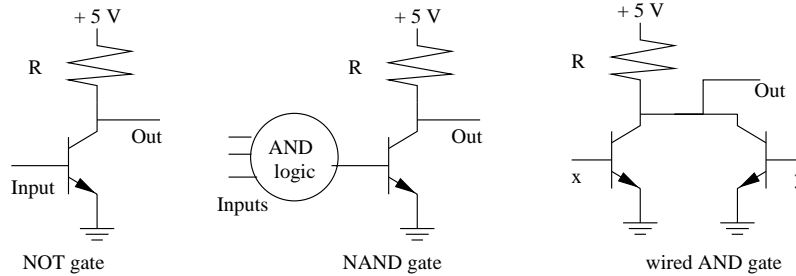 + 5 V
R
Out
Input
NOT gate
+ 5 V
R
AND
logic
Out
Inputs
NAND gate
+ 5 V
R
Out
x
wired AND gate